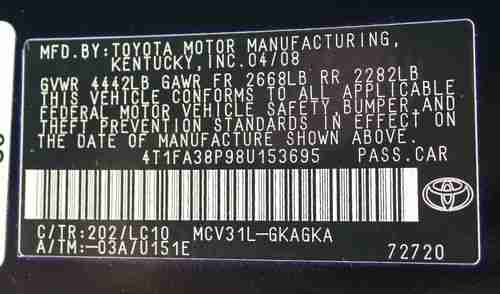 MFD.BY:TOYOTA MOTOR MANUFACTURING,
KENTUCKY,INC.04/08
GVWR 4442LB GAWR FR 2668LB RR 2282LB
THIS VEHICLE CONFORMS TO ALL APPLICABLE
FEDERAL MOTOR VEHICLE SAFETY,BUMPER,AND
THEFT PREVENTION STANDARDS IN EFFECT ON
THE DATE OF MANUFACTURE SHOWN ABOVE.
4T1FA38P98U153695 PASS.CAR
TOYOTA
C/TR:202/LC10 MCV31L-GKAGKA
A/TM:-03A/U151E 72720